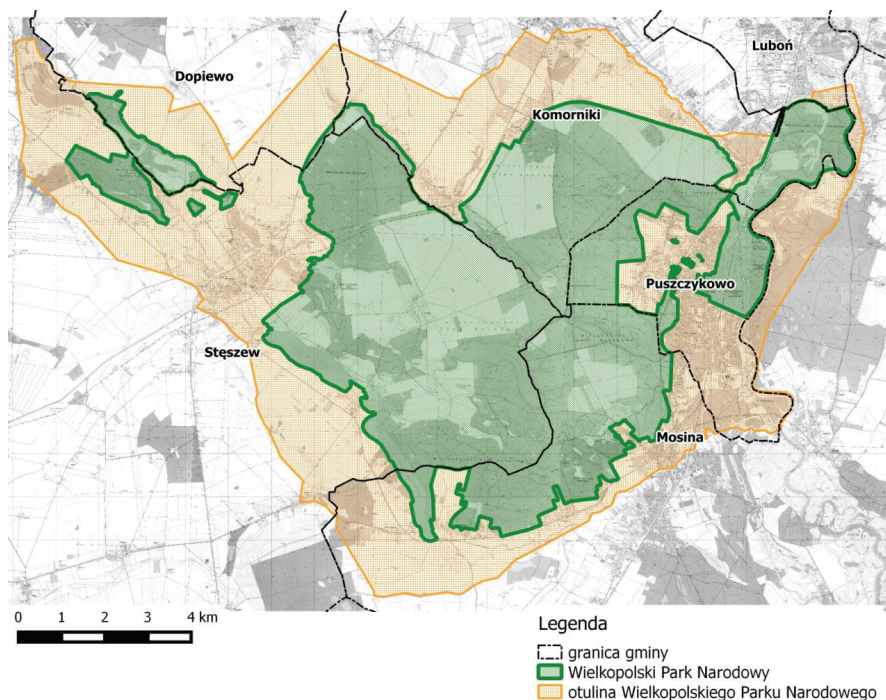 Luboń
Dopiewo
Komorniki
Puszczykowo
Stęszew
Mosina
0 1 2 3 4 km
Legenda
granica gminy
Wielkopolski Park Narodowy
otulina Wielkopolskiego Parku Narodowego